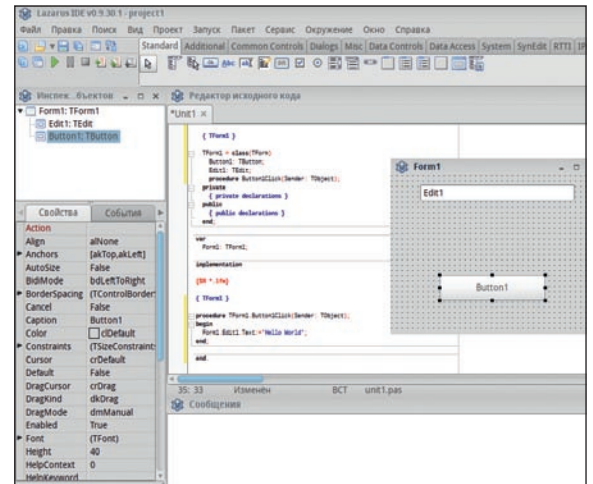 Lazarus IDE v0.9.30.1 - project1
Файл Правка Поиск Вид Проект Запуск Пакет Сервис Окружение Окно Справка
Standard Additional Common Controls Dialogs Misc Data Controls Data Access System SynEdit RTTI IP
Abc
Инспек...бъектов
Form1: TForm1
Edit1: TEdit
Button1: TButton
Свойства События
Action
Align alNone
Anchors [akTop,akLeft]
AutoSize False
BidiMode bdLeftToRight
BorderSpacing (TControlBorder
Cancel False
Caption Button1
Color clDefault
Constraints (TSizeConstraint
Cursor crDefault
Default False
DragCursor crDrag
DragKind dkDrag
DragMode dmManual
Enabled True
Font (TFont)
Height 40
HelpContext 0
HelpKeyword
Редактор исходного кода
*Unit1
{ TForm1 }
TForm1 = class(TForm)
Button1: TButton;
Edit1: TEdit;
procedure Button1Click(Sender: TObject);
private
{ private declarations }
public
{ public declarations }
end;
var
Form1: TForm1;
implementation
{$R *.lfm}
{ TForm1 }
procedure TForm1.Button1Click(Sender: TObject);
begin
Form1.Edit1.Text:="Hello World";
end;
end.
35: 33 Изменён ВСТ unit1.pas
Сообщения
Form1
Edit1
Button1